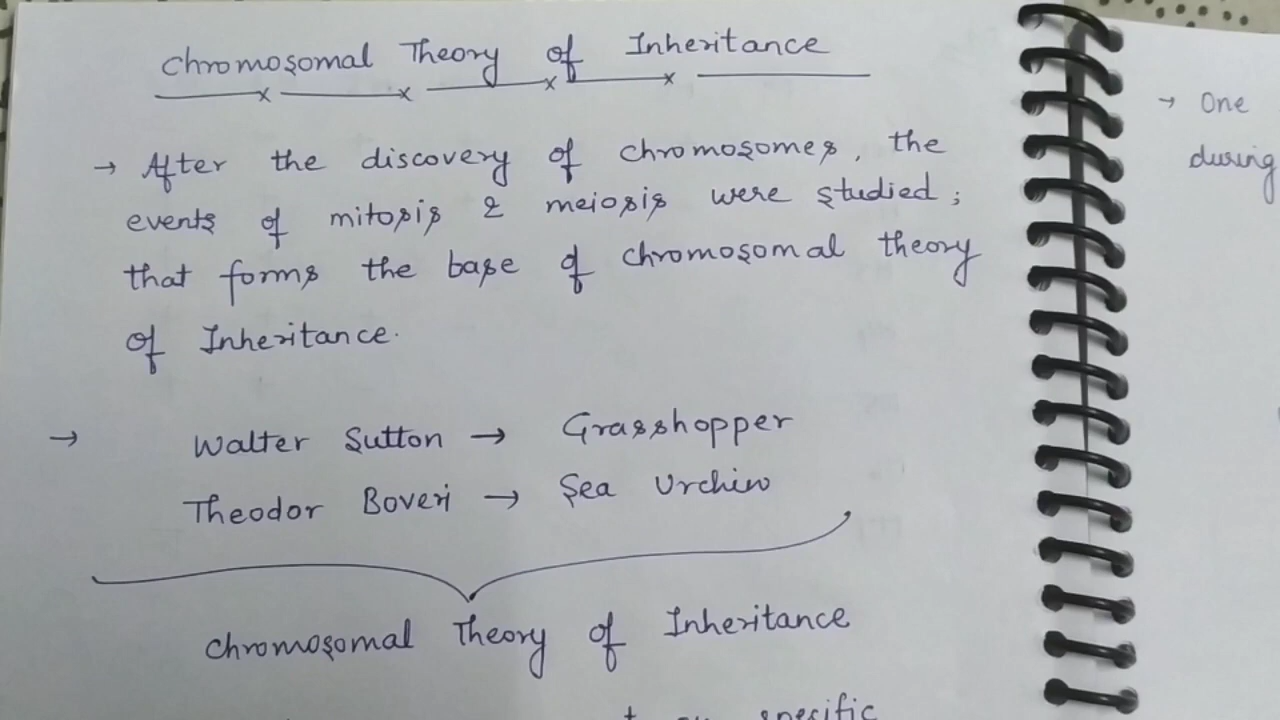 Chromosomal Theory of Inheritance
→ After the discovery of chromosomes, the
events of mitosis & meiosis were studied;
that forms the base of chromosomal theory
of Inheritance.
→ Walter Sutton → Grasshopper
Theodor Boveri → Sea Urchin
Chromosomal Theory of Inheritance
specific
→ One
during